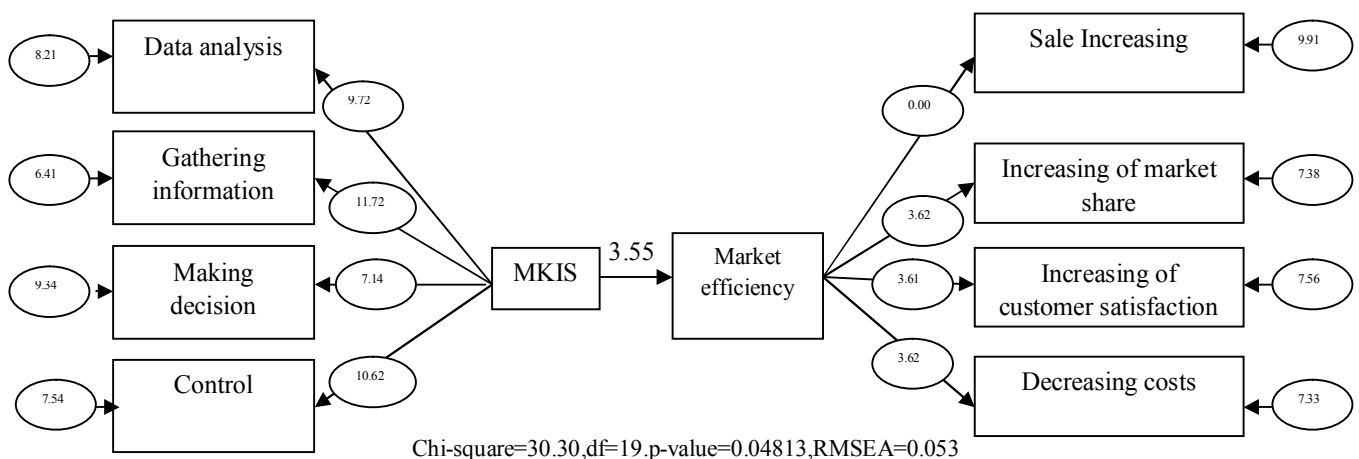 8.21
Data analysis
9.72
6.41
Gathering
information
11.72
9.34
Making
decision
7.14
7.54
Control
10.62
MKIS
3.55
Market
efficiency
0.00
Sale Increasing
9.91
3.62
Increasing of market
share
7.38
3.61
Increasing of
customer satisfaction
7.56
3.62
Decreasing costs
7.33
Chi-square=30.30,df=19.p-value=0.04813,RMSEA=0.053